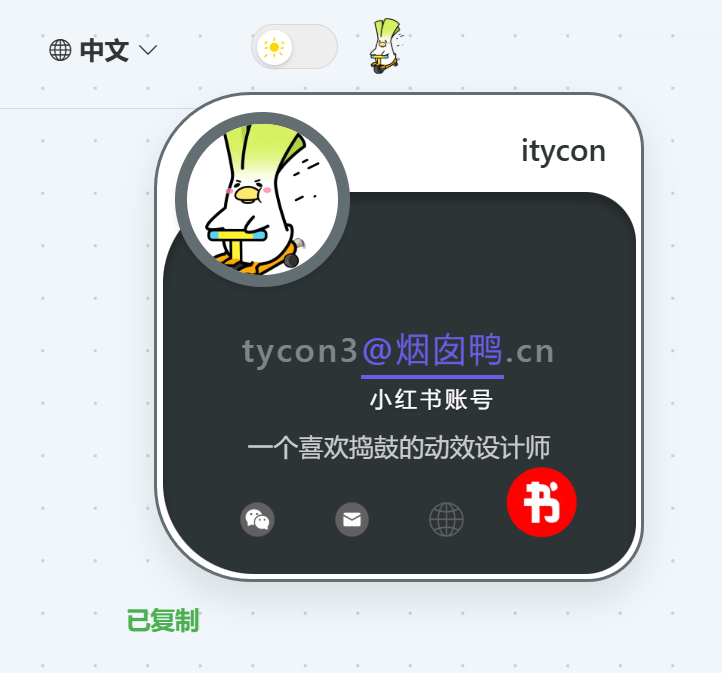 中文
itycon
tycon3@烟囱鸭.cn
小红书账号
一个喜欢捣鼓的动效设计师
书
已复制